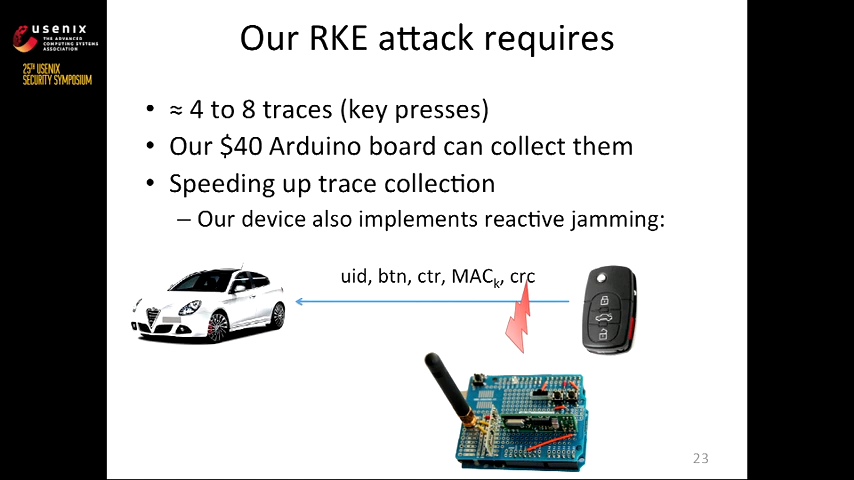 Our RKE attack requires
usenix
THE ADVANCED
COMPUTING SYSTEMS
ASSOCIATION
25TH USENIX
SECURITY SYMPOSIUM
• ≈ 4 to 8 traces (key presses)
• Our $40 Arduino board can collect them
• Speeding up trace collection
– Our device also implements reactive jamming:
uid, btn, ctr, MACk, crc
23